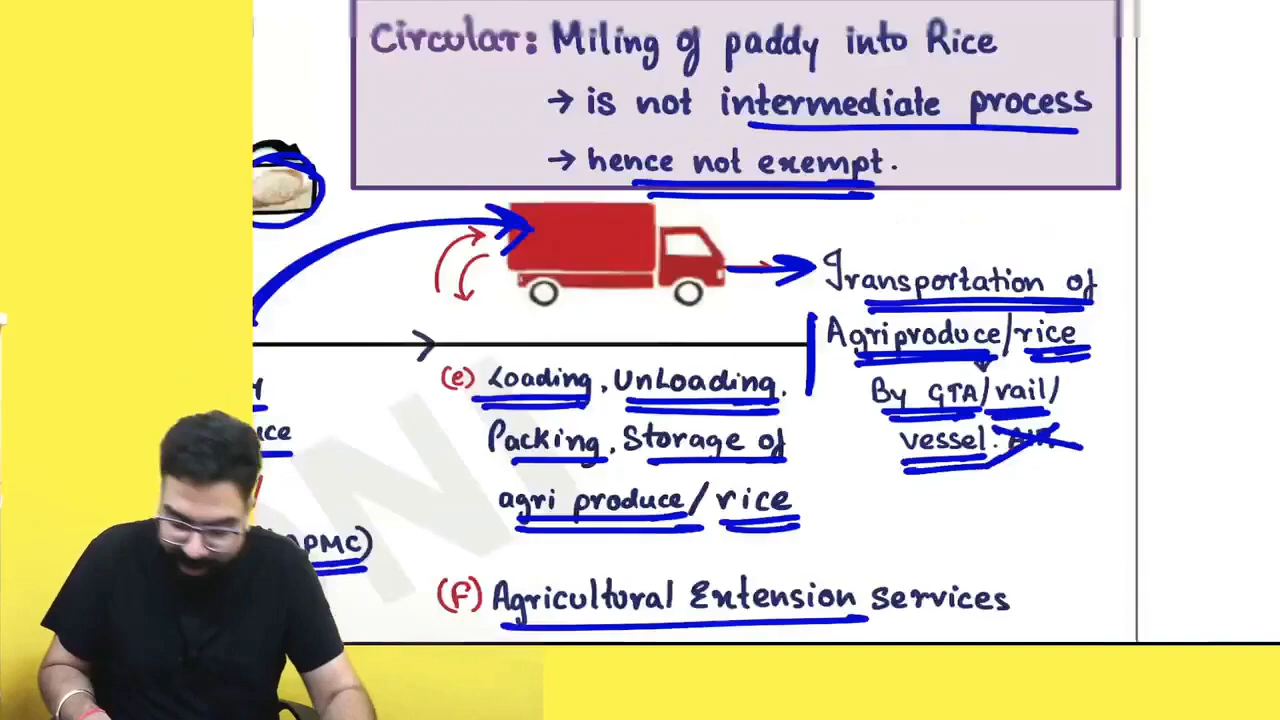 Circular: Miling of paddy into Rice
→ is not intermediate process
→ hence not exempt.
Transportation of
Agriproduce/rice
By GTA/rail/
vessel.
(e) Loading, UnLoading,
Packing, Storage of
agri produce/rice
(f) Agricultural Extension services